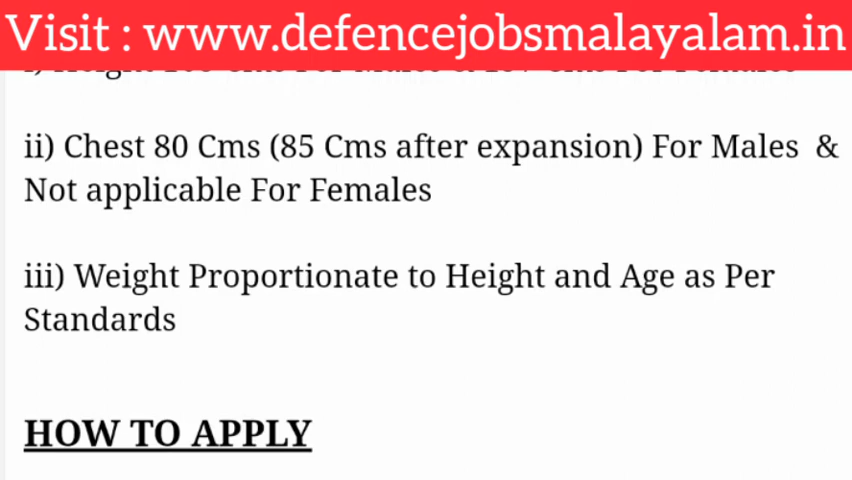 Visit : www.defencejobsmalayalam.in
ii) Chest 80 Cms (85 Cms after expansion) For Males &
Not applicable For Females
iii) Weight Proportionate to Height and Age as Per
Standards
HOW TO APPLY